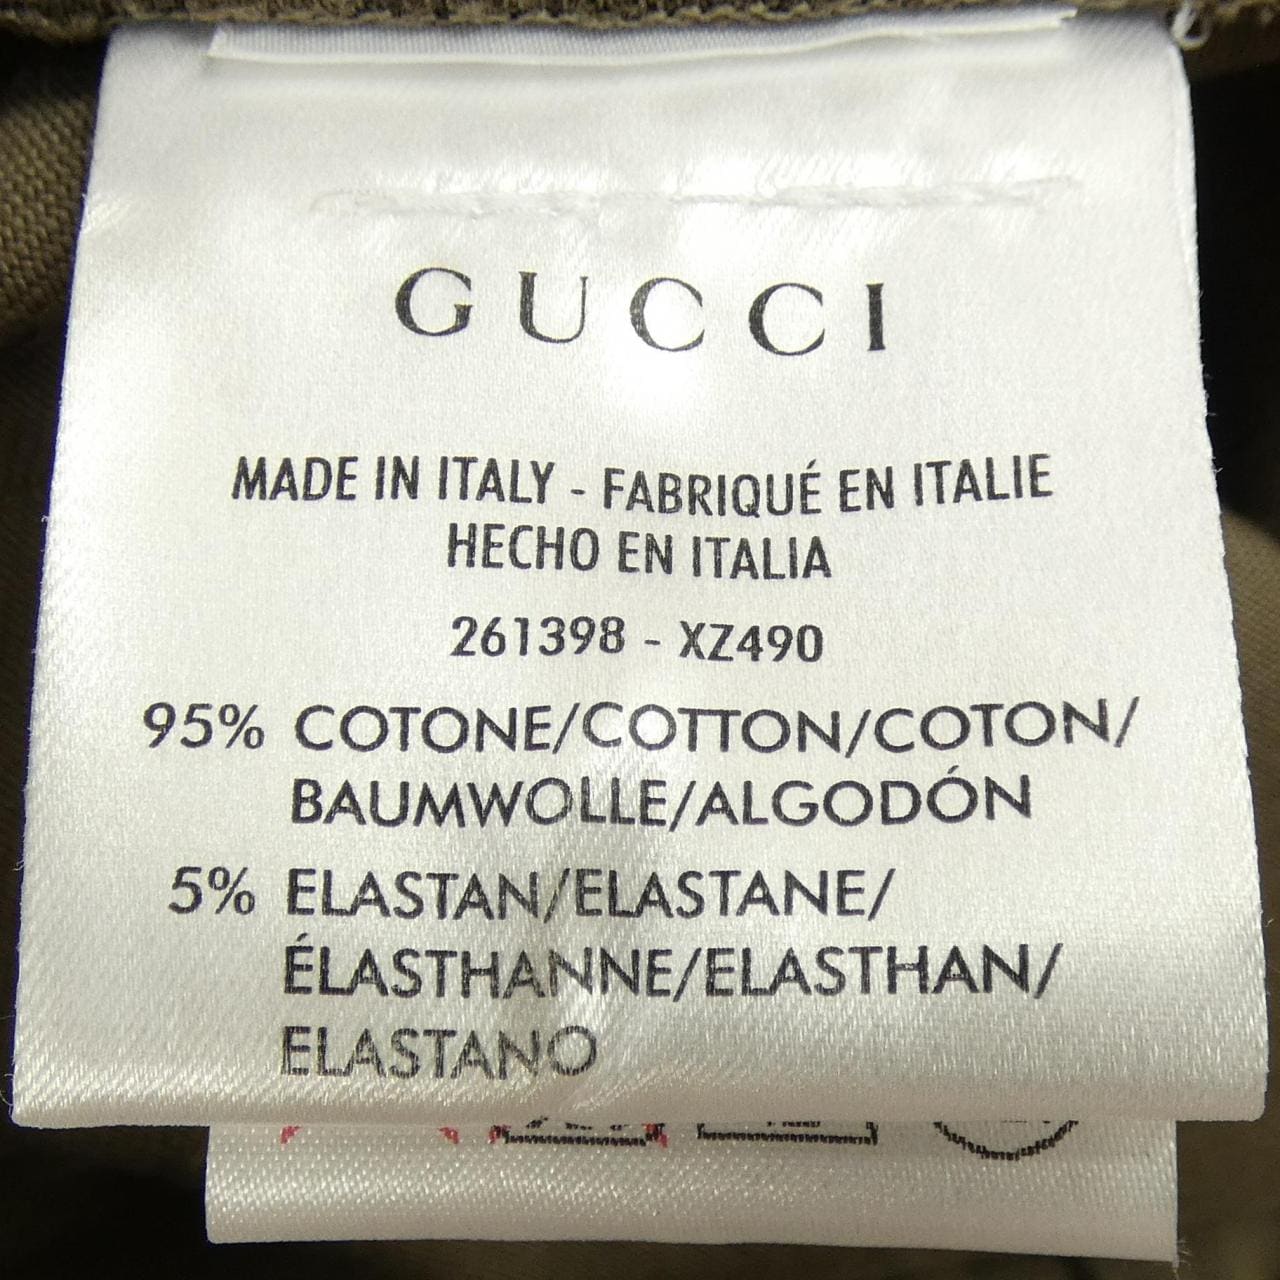 GUCCI
MADE IN ITALY - FABRIQUÉ EN ITALIE
HECHO EN ITALIA
261398 - XZ490
95% COTONE/COTTON/COTON/
BAUMWOLLE/ALGODÓN
5% ELASTAN/ELASTANE/
ÉLASTHANNE/ELASTHAN/
ELASTANO